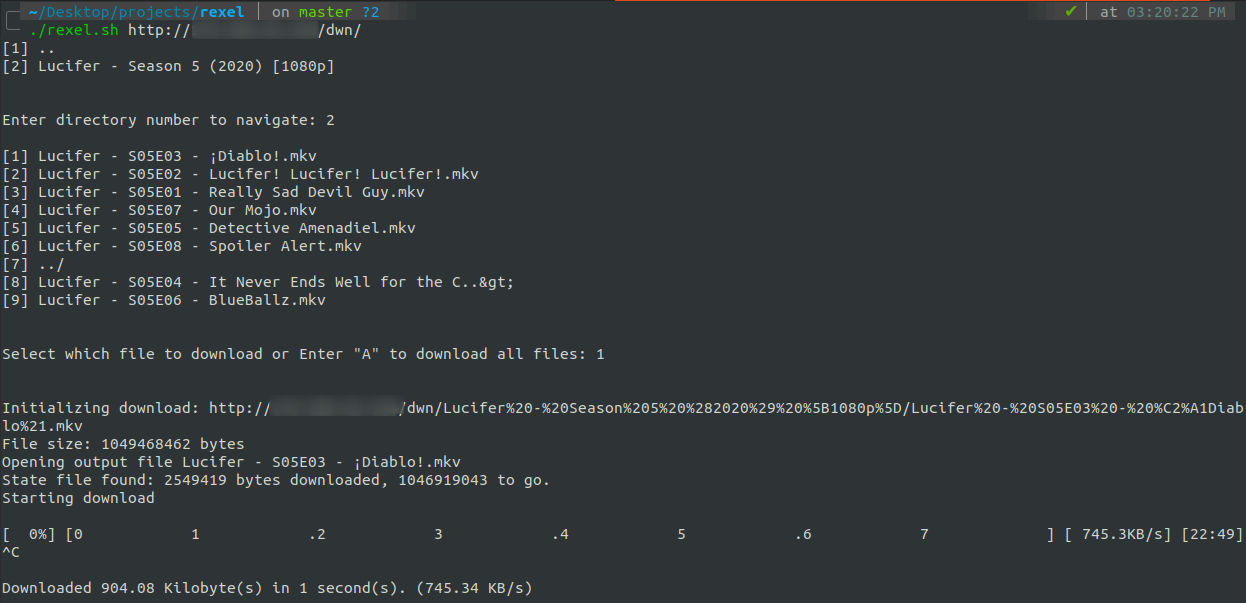 ~/Desktop/projects/rexel on master ?2 ✔ at 03:20:22 PM
./rexel.sh http:// /dwn/
[1] ..
[2] Lucifer - Season 5 (2020) [1080p]
Enter directory number to navigate: 2
[1] Lucifer - S05E03 - ¡Diablo!.mkv
[2] Lucifer - S05E02 - Lucifer! Lucifer! Lucifer!.mkv
[3] Lucifer - S05E01 - Really Sad Devil Guy.mkv
[4] Lucifer - S05E07 - Our Mojo.mkv
[5] Lucifer - S05E05 - Detective Amenadiel.mkv
[6] Lucifer - S05E08 - Spoiler Alert.mkv
[7] ../
[8] Lucifer - S05E04 - It Never Ends Well for the C..&gt;
[9] Lucifer - S05E06 - BlueBallz.mkv
Select which file to download or Enter "A" to download all files: 1
Initializing download: http:// /dwn/Lucifer%20-%20Season%205%20%282020%29%20%5B1080p%5D/Lucifer%20-%20S05E03%20-%20%C2%A1Diab
lo%21.mkv
File size: 1049468462 bytes
Opening output file Lucifer - S05E03 - ¡Diablo!.mkv
State file found: 2549419 bytes downloaded, 1046919043 to go.
Starting download
[ 0%] [0 1 .2 3 .4 5 .6 7 ] [ 745.3KB/s] [22:49]
^C
Downloaded 904.08 Kilobyte(s) in 1 second(s). (745.34 KB/s)